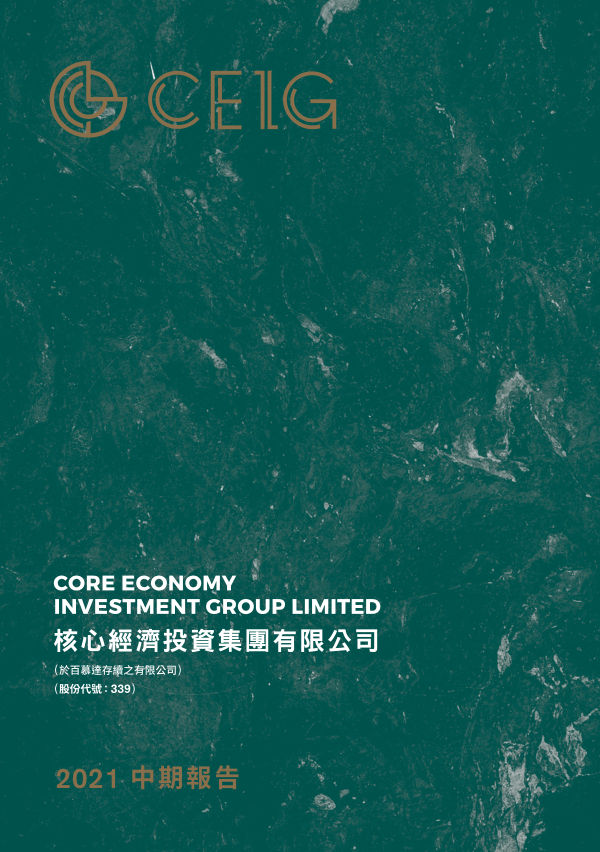 CEIG
CORE ECONOMY
INVESTMENT GROUP LIMITED
核心經濟投資集團有限公司
（於百慕達存續之有限公司）
（股份代號：339）
2021 中期報告